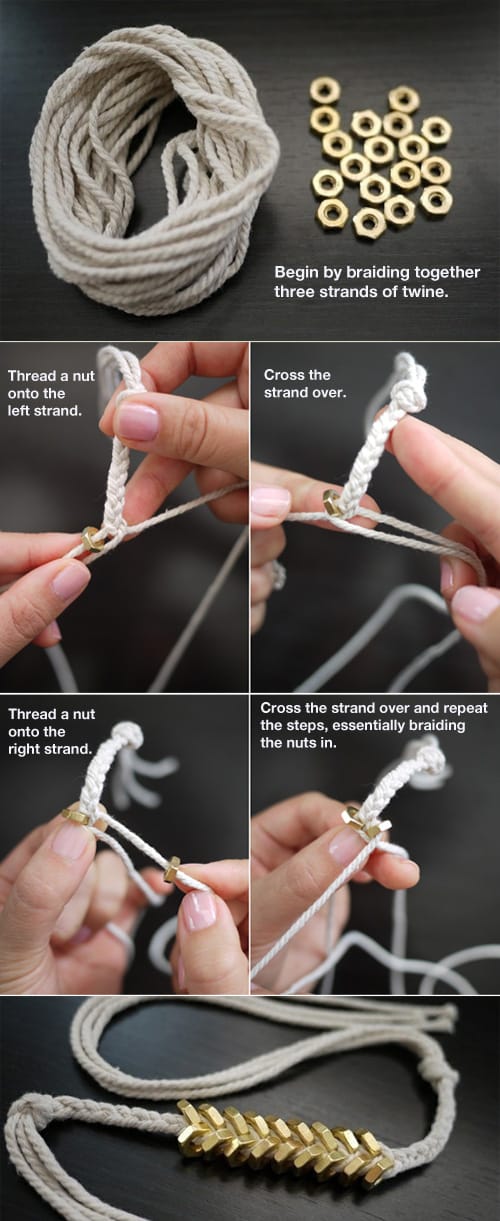 Begin by braiding together
three strands of twine.
Thread a nut
onto the
left strand.
Cross the
strand over.
Thread a nut
onto the
right strand.
Cross the strand over and repeat
the steps, essentially braiding
the nuts in.